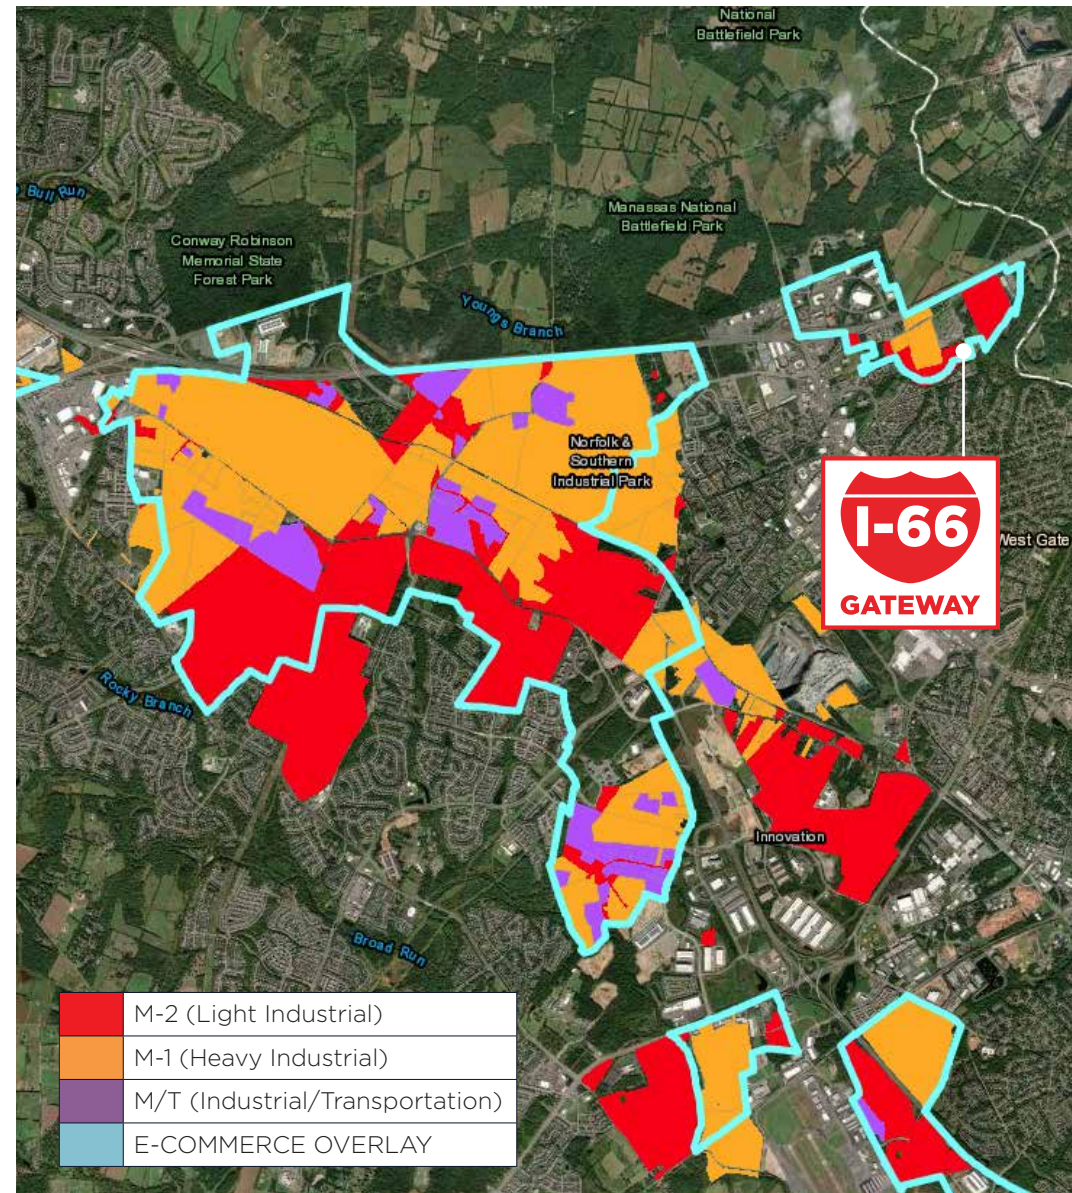 National
Battlefield Park
Bull Run
Manassas National
Battlefield Park
Conway Robinson
Memorial State
Forest Park
Youngs Branch
Norfolk &
Southern
Industrial Park
I-66
GATEWAY
West Gate
Rocky Branch
Innovation
Broad Run
M-2 (Light Industrial)
M-1 (Heavy Industrial)
M/T (Industrial/Transportation)
E-COMMERCE OVERLAY